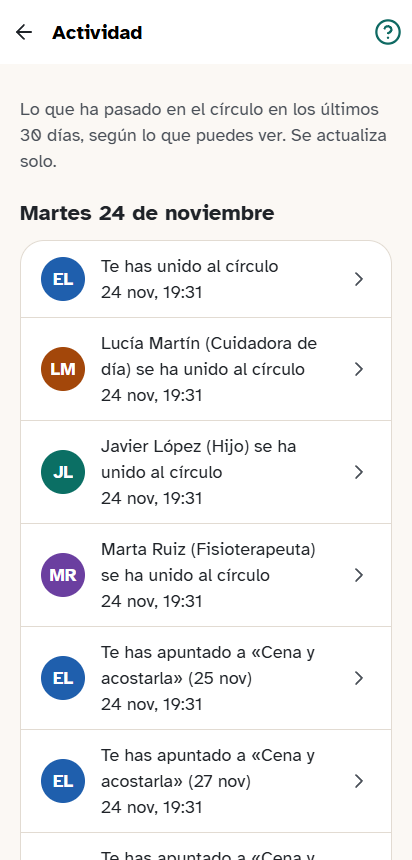 Actividad
Lo que ha pasado en el círculo en los últimos
30 días, según lo que puedes ver. Se actualiza
solo.
Martes 24 de noviembre
EL
Te has unido al círculo
24 nov, 19:31
LM
Lucía Martín (Cuidadora de
día) se ha unido al círculo
24 nov, 19:31
JL
Javier López (Hijo) se ha
unido al círculo
24 nov, 19:31
MR
Marta Ruiz (Fisioterapeuta)
se ha unido al círculo
24 nov, 19:31
EL
Te has apuntado a «Cena y
acostarla» (25 nov)
24 nov, 19:31
EL
Te has apuntado a «Cena y
acostarla» (27 nov)
24 nov, 19:31
Te has apuntado a «Cena y